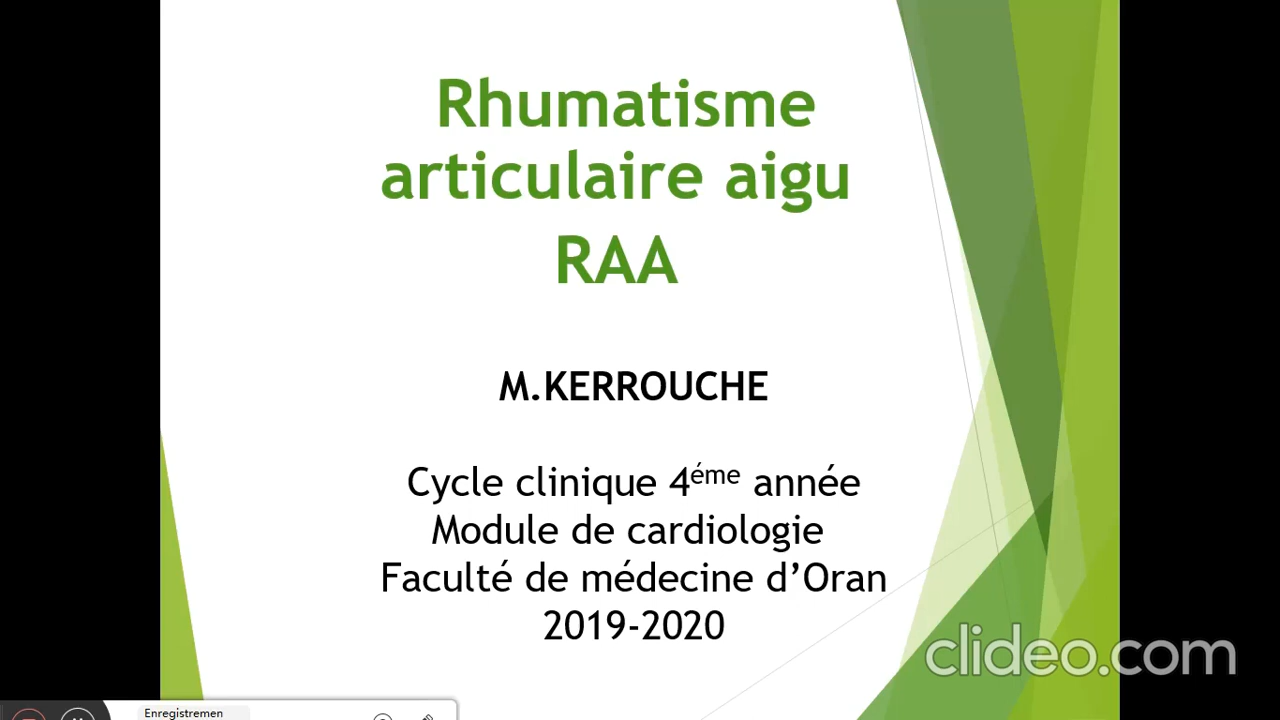 Rhumatisme
articulaire aigu
RAA
M.KERROUCHE
Cycle clinique 4éme année
Module de cardiologie
Faculté de médecine d’Oran
2019-2020
clideo.com
Enregistremen